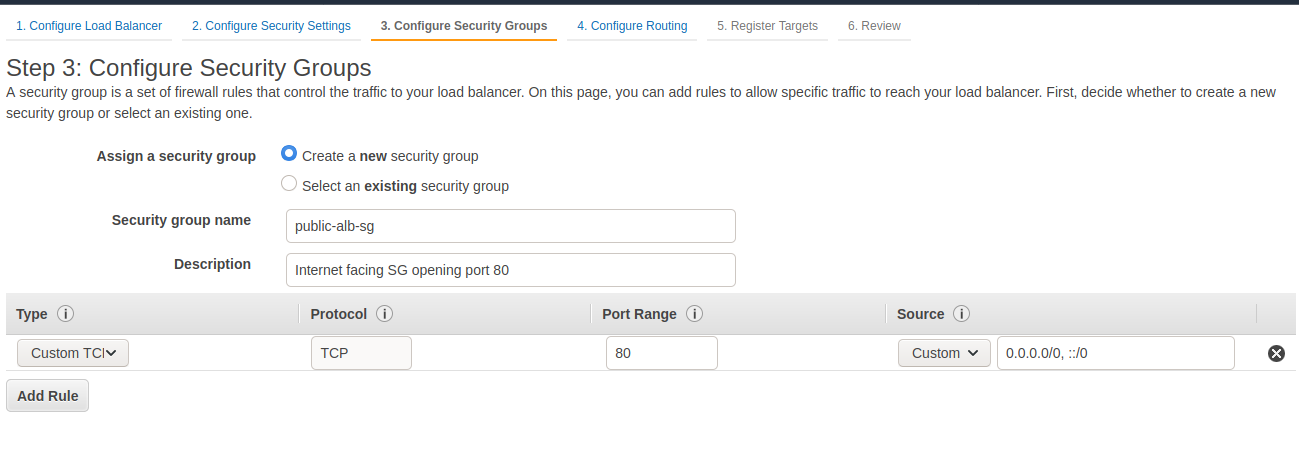 1. Configure Load Balancer 2. Configure Security Settings 3. Configure Security Groups 4. Configure Routing 5. Register Targets 6. Review
Step 3: Configure Security Groups
A security group is a set of firewall rules that control the traffic to your load balancer. On this page, you can add rules to allow specific traffic to reach your load balancer. First, decide whether to create a new
security group or select an existing one.
Assign a security group Create a new security group
Select an existing security group
Security group name public-alb-sg
Description Internet facing SG opening port 80
Type i Protocol i Port Range i Source i
Custom TCI TCP 80 Custom 0.0.0.0/0, ::/0
Add Rule